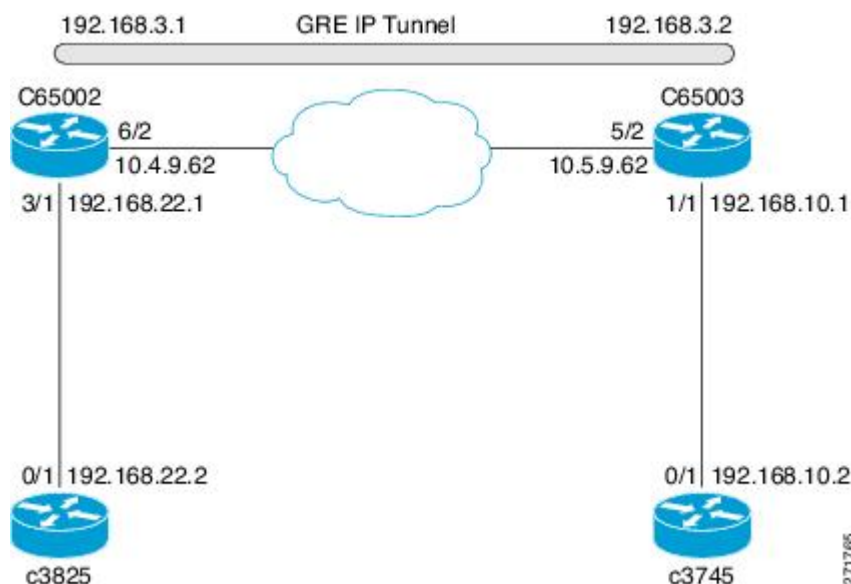 192.168.3.1 GRE IP Tunnel 192.168.3.2
C65002 C65003
6/2 5/2
10.4.9.62 10.5.9.62
3/1 192.168.22.1 1/1 192.168.10.1
0/1 192.168.22.2 0/1 192.168.10.2
c3825 c3745